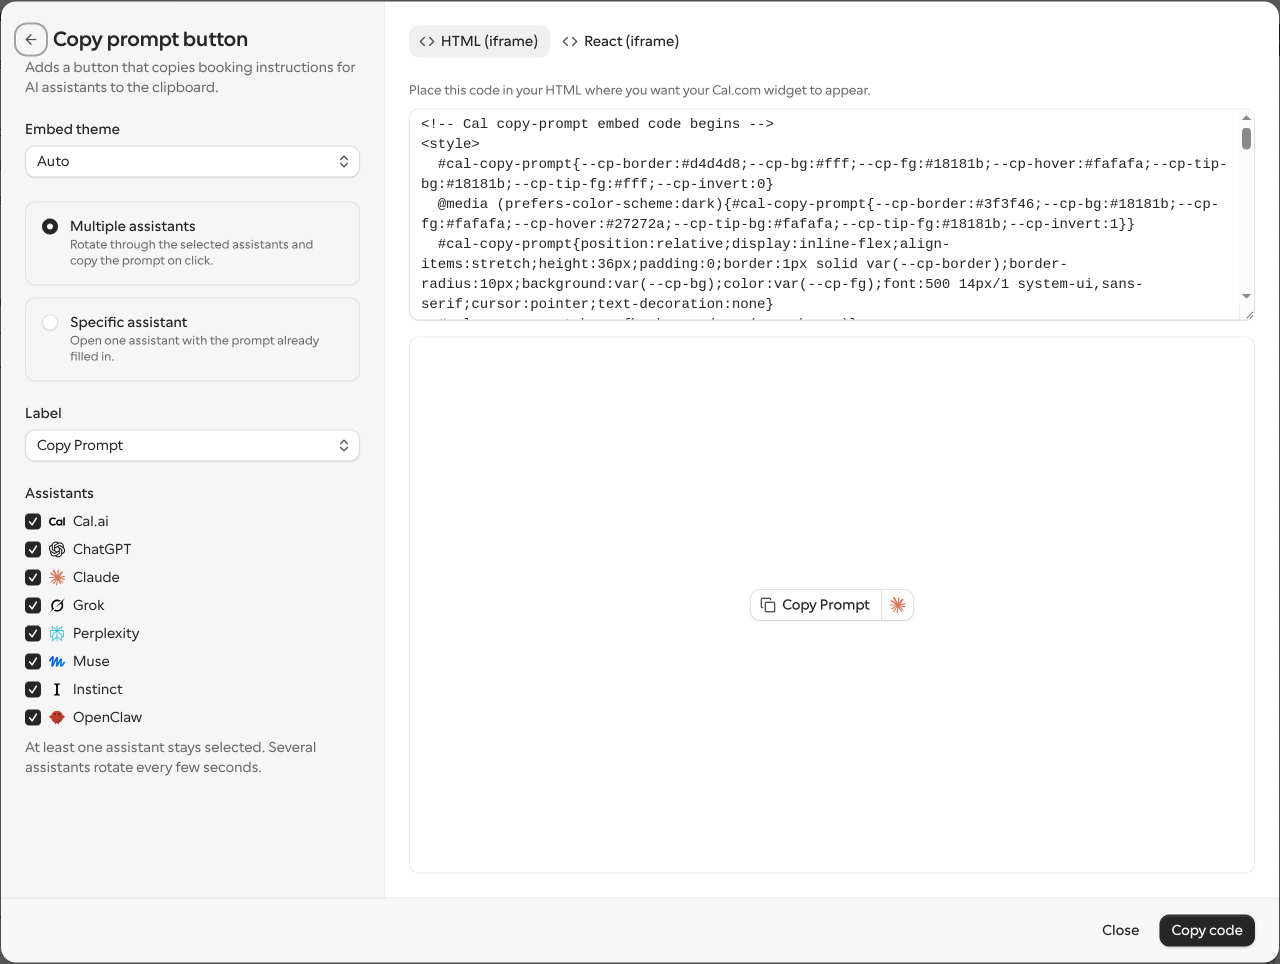 Copy prompt button
Adds a button that copies booking instructions for
AI assistants to the clipboard.
Embed theme
Auto
Multiple assistants
Rotate through the selected assistants and
copy the prompt on click.
Specific assistant
Open one assistant with the prompt already
filled in.
Label
Copy Prompt
Assistants
Cal Cal.ai
ChatGPT
Claude
Grok
Perplexity
Muse
Instinct
OpenClaw
At least one assistant stays selected. Several
assistants rotate every few seconds.
<> HTML (iframe)
<> React (iframe)
Place this code in your HTML where you want your Cal.com widget to appear.
<!-- Cal copy-prompt embed code begins -->
<style>
#cal-copy-prompt{--cp-border:#d4d4d8;--cp-bg:#fff;--cp-fg:#18181b;--cp-hover:#fafafa;--cp-tip-
bg:#18181b;--cp-tip-fg:#fff;--cp-invert:0}
@media (prefers-color-scheme:dark){#cal-copy-prompt{--cp-border:#3f3f46;--cp-bg:#18181b;--cp-
fg:#fafafa;--cp-hover:#27272a;--cp-tip-bg:#fafafa;--cp-tip-fg:#18181b;--cp-invert:1}}
#cal-copy-prompt{position:relative;display:inline-flex;align-
items:stretch;height:36px;padding:0;border:1px solid var(--cp-border);border-
radius:10px;background:var(--cp-bg);color:var(--cp-fg);font:500 14px/1 system-ui,sans-
serif;cursor:pointer;text-decoration:none}
Copy Prompt
Close
Copy code